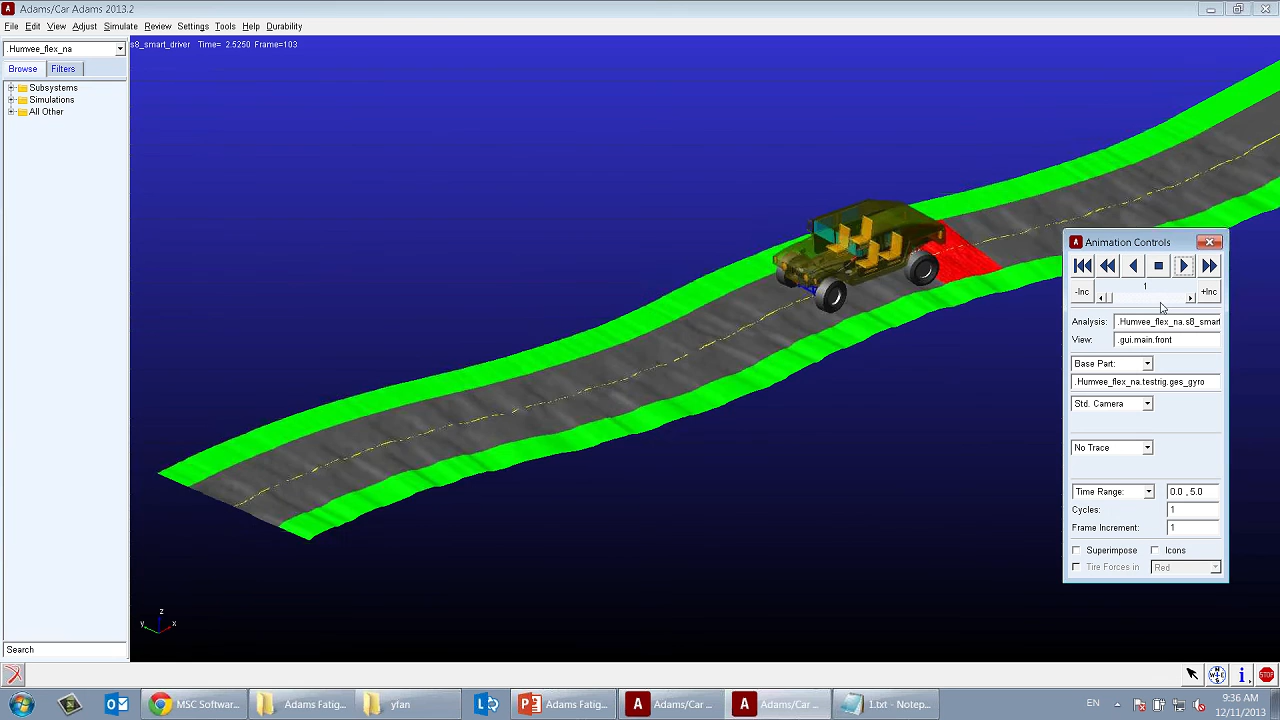 Adams/Car Adams 2013.2
File Edit View Adjust Simulate Review Settings Tools Help Durability
.Humvee_flex_na
s8_smart_driver Time= 2.5250 Frame=103
Browse Filters
Subsystems
Simulations
All Other
Animation Controls
1
-Inc +Inc
Analysis: .Humvee_flex_na.s8_smart
View: .gui.main.front
Base Part:
.Humvee_flex_na.testrig.ges_gyro
Std. Camera
No Trace
Time Range: 0.0 , 5.0
Cycles: 1
Frame Increment: 1
Superimpose Icons
Tire Forces in Red
z
y x
Search
MSC Softwar... Adams Fatig... yfan Adams Fatig... Adams/Car ... Adams/Car ... 1.txt - Notep...
EN 9:36 AM
12/11/2013